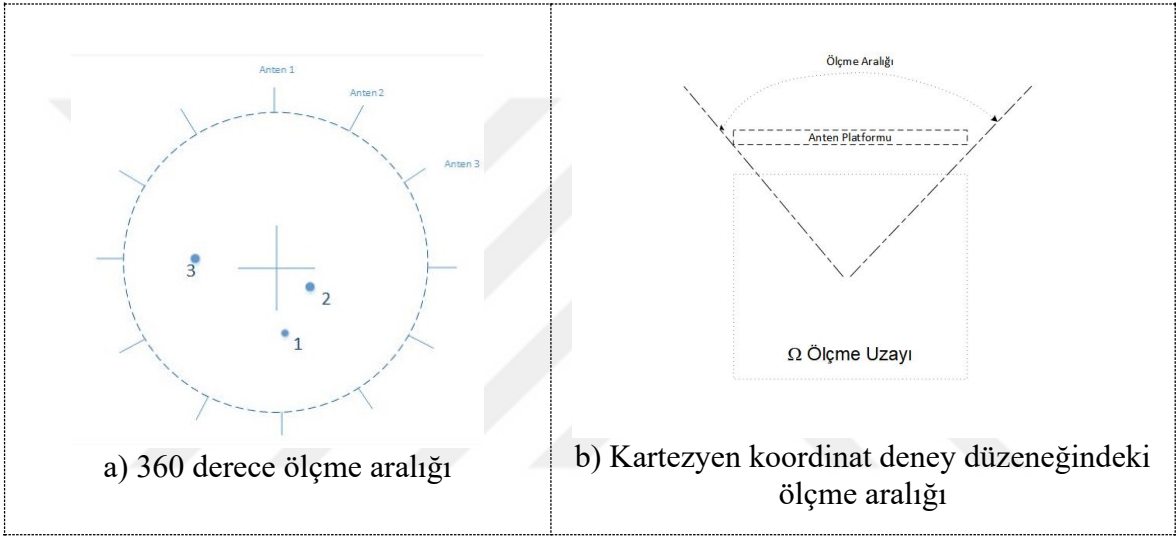 Anten 1
Anten 2
Anten 3
3
2
1
a) 360 derece ölçme aralığı
Ölçme Aralığı
Anten Platformu
Ω Ölçme Uzayı
b) Kartezyen koordinat deney düzeneğindeki
ölçme aralığı